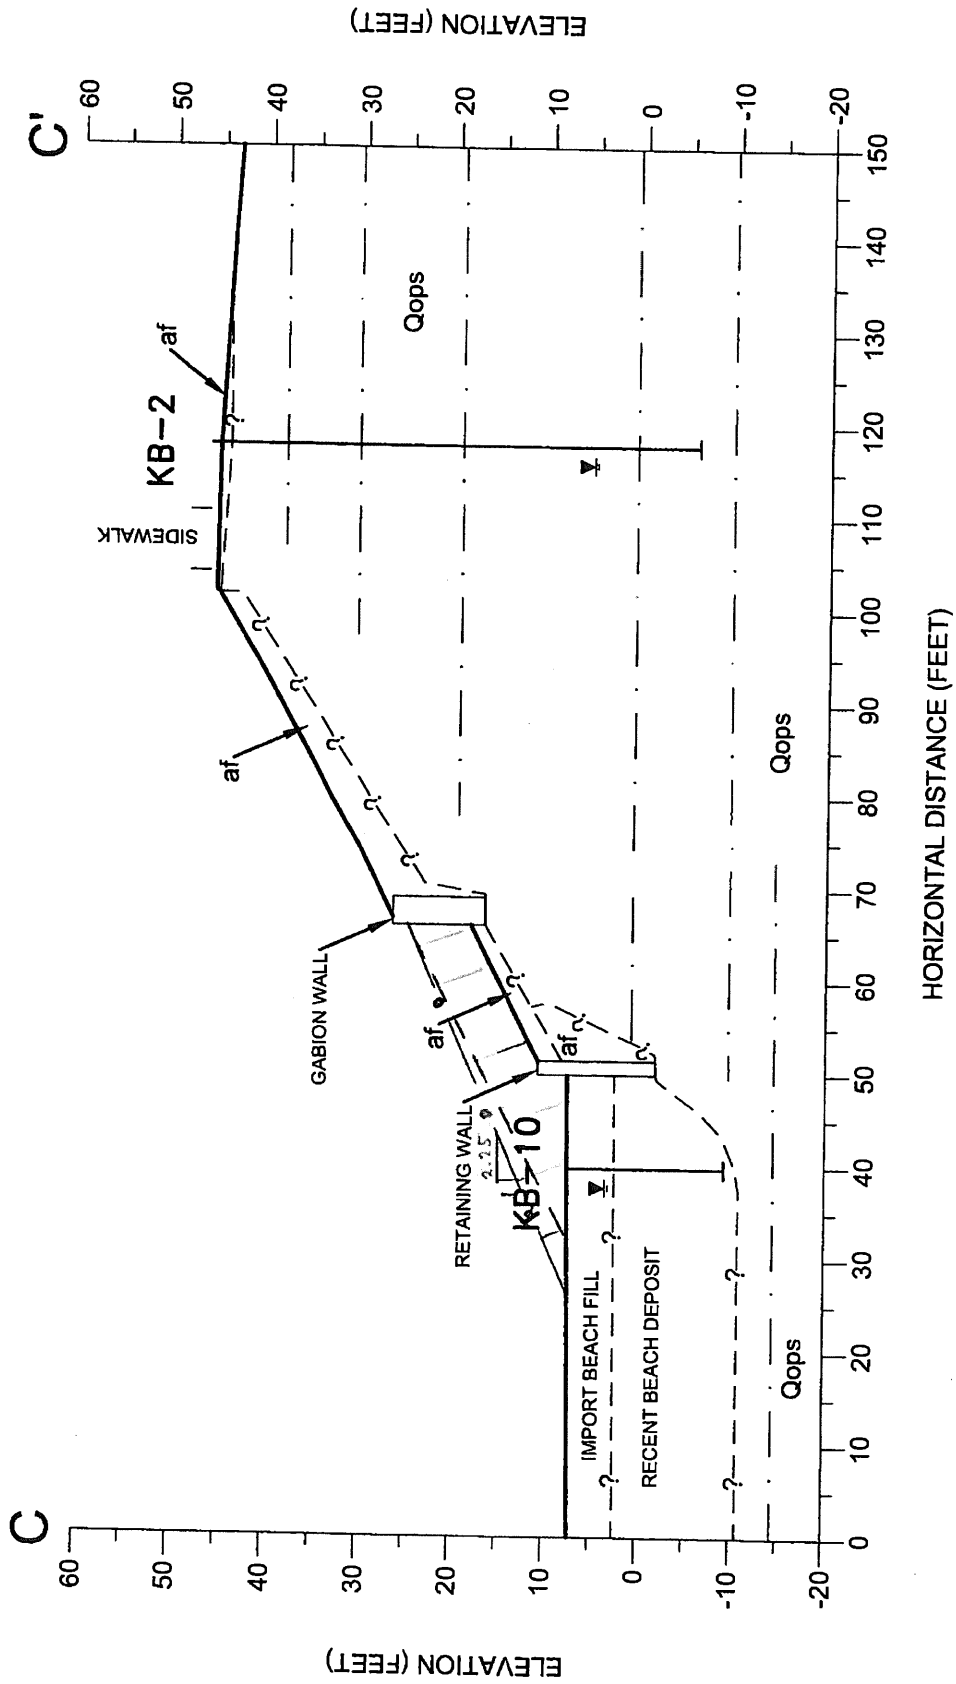 C
C'
ELEVATION (FEET)
60
50
40
30
20
10
0
-10
-20
ELEVATION (FEET)
60
50
40
30
20
10
0
-10
-20
0
10
20
30
40
50
60
70
80
90
100
110
120
130
140
150
HORIZONTAL DISTANCE (FEET)
SIDEWALK
KB-2
af
?
af
?
?
?
?
?
GABION WALL
af
?
?
?
af
RETAINING WALL
2.25
KB-10
IMPORT BEACH FILL
RECENT BEACH DEPOSIT
?
?
?
?
Qops
Qops
Qops